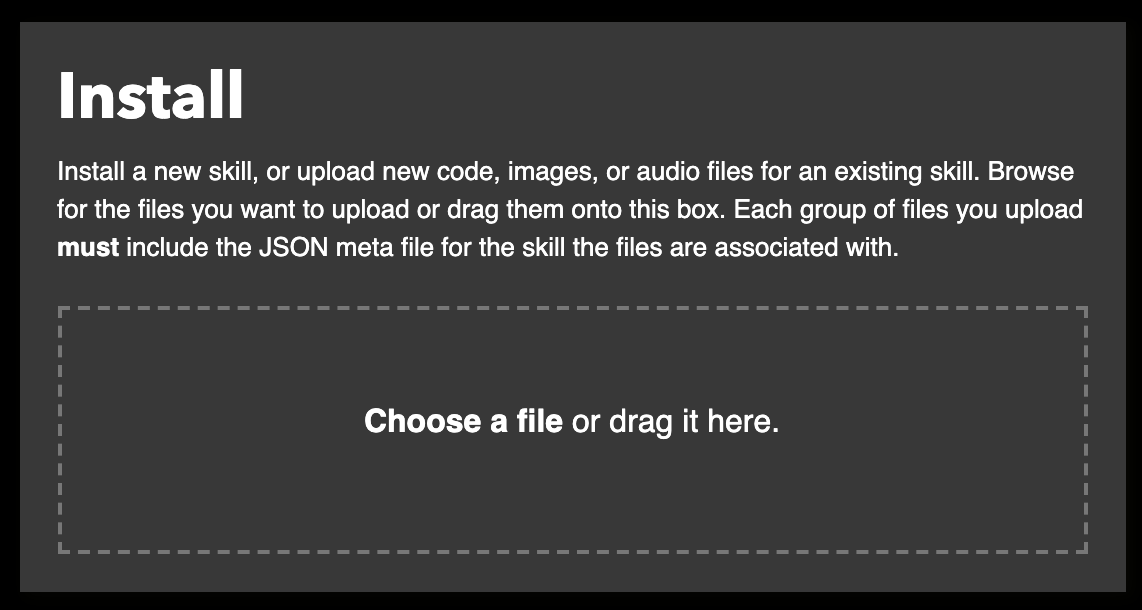 Install
Install a new skill, or upload new code, images, or audio files for an existing skill. Browse
for the files you want to upload or drag them onto this box. Each group of files you upload
must include the JSON meta file for the skill the files are associated with.
Choose a file or drag it here.